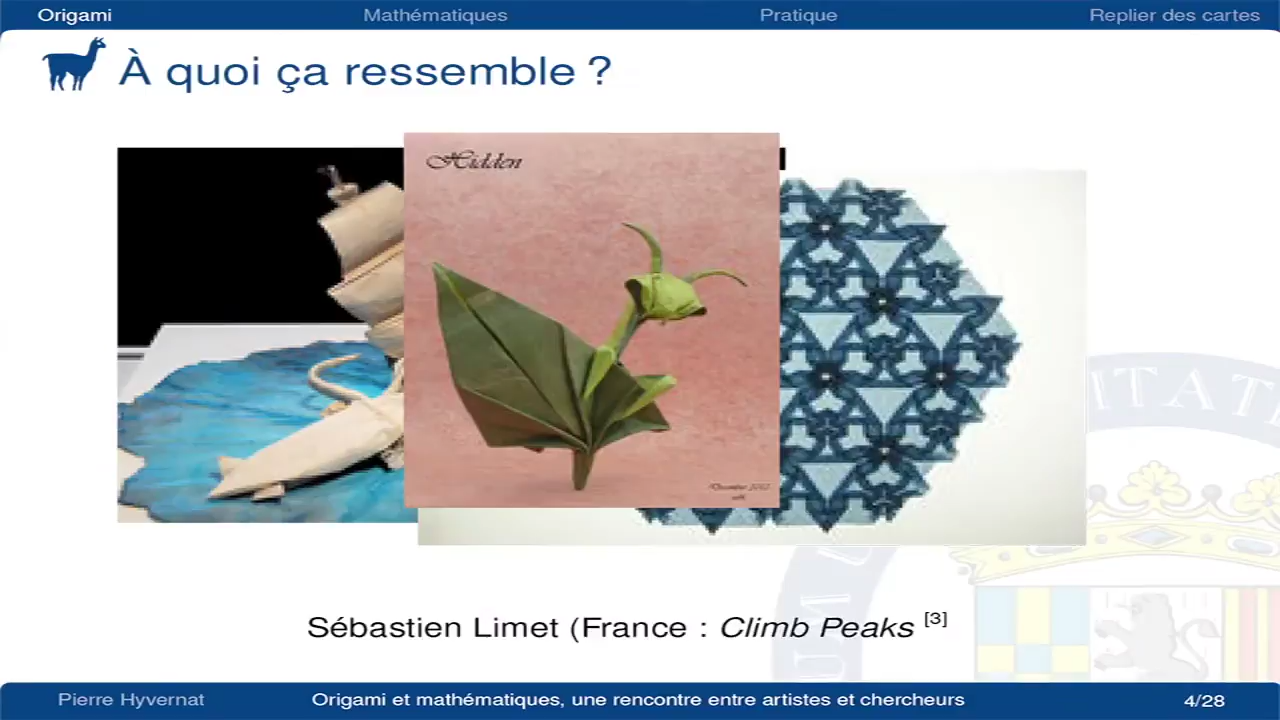 Origami Mathématiques Pratique Replier des cartes
À quoi ça ressemble ?
Hidden
Sébastien Limet (France : Climb Peaks [3]
Pierre Hyvernat Origami et mathématiques, une rencontre entre artistes et chercheurs 4/28